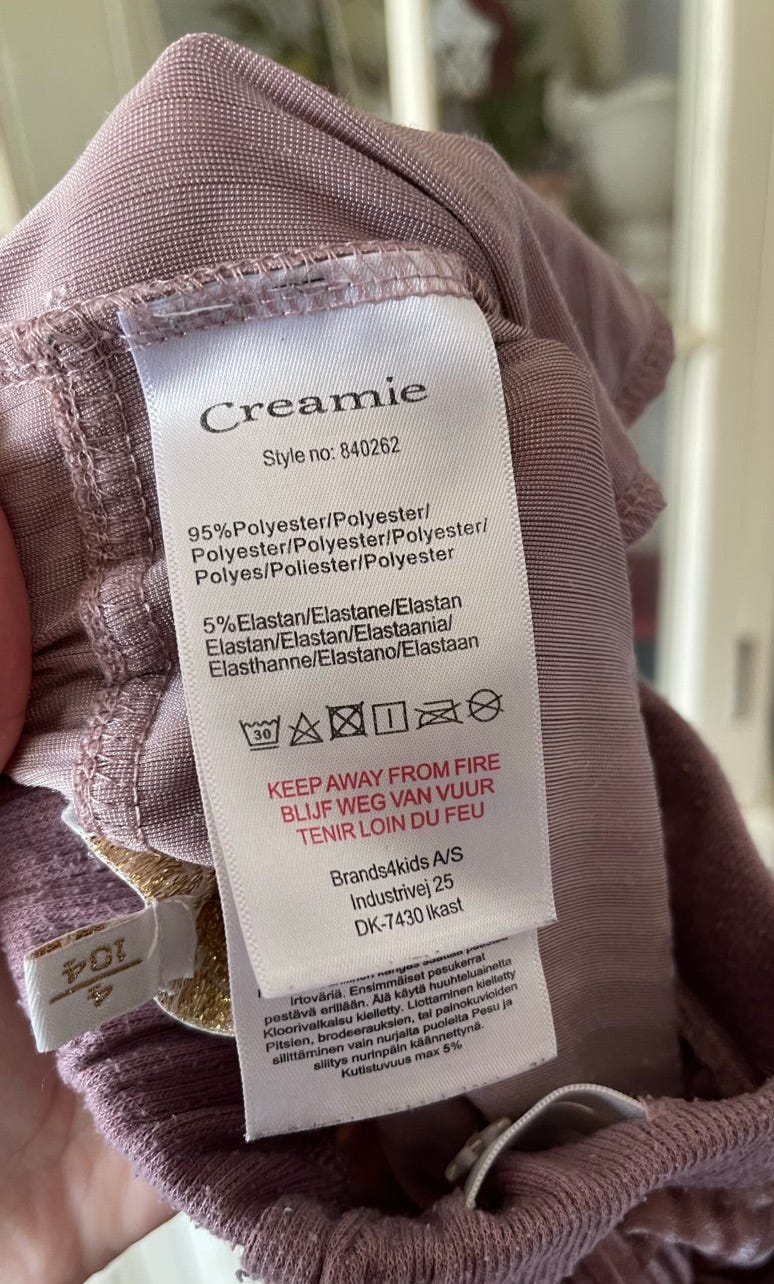 Creamie
Style no: 840262
95%Polyester/Polyester/
Polyester/Polyester/Polyester/
Polyes/Poliester/Polyester
5%Elastan/Elastane/Elastan
Elastan/Elastan/Elastaania/
Elasthanne/Elastano/Elastaan
30
KEEP AWAY FROM FIRE
BLIJF WEG VAN VUUR
TENIR LOIN DU FEU
Brands4kids A/S
Industrivej 25
DK-7430 Ikast
4
104
kangas
irtoväriä. Ensimmäiset pesukerrat
pestävä erillään. Älä käytä huuhteluainetta
Kloorivalkaisu kielletty. Liottaminen kielletty
Pitsien, brodeerauksien, tai painokuvioiden
silittäminen vain nurjalta puolelta Pesu ja
silitys nurinpäin käännettynä.
Kutistuvuus max 5%